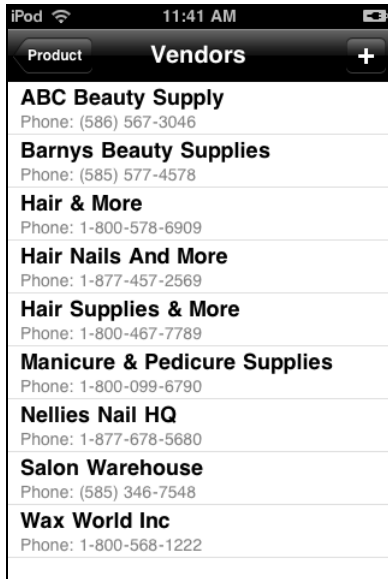 iPod 11:41 AM
Product Vendors +
ABC Beauty Supply
Phone: (586) 567-3046
Barnys Beauty Supplies
Phone: (585) 577-4578
Hair & More
Phone: 1-800-578-6909
Hair Nails And More
Phone: 1-877-457-2569
Hair Supplies & More
Phone: 1-800-467-7789
Manicure & Pedicure Supplies
Phone: 1-800-099-6790
Nellies Nail HQ
Phone: 1-877-678-5680
Salon Warehouse
Phone: (585) 346-7548
Wax World Inc
Phone: 1-800-568-1222